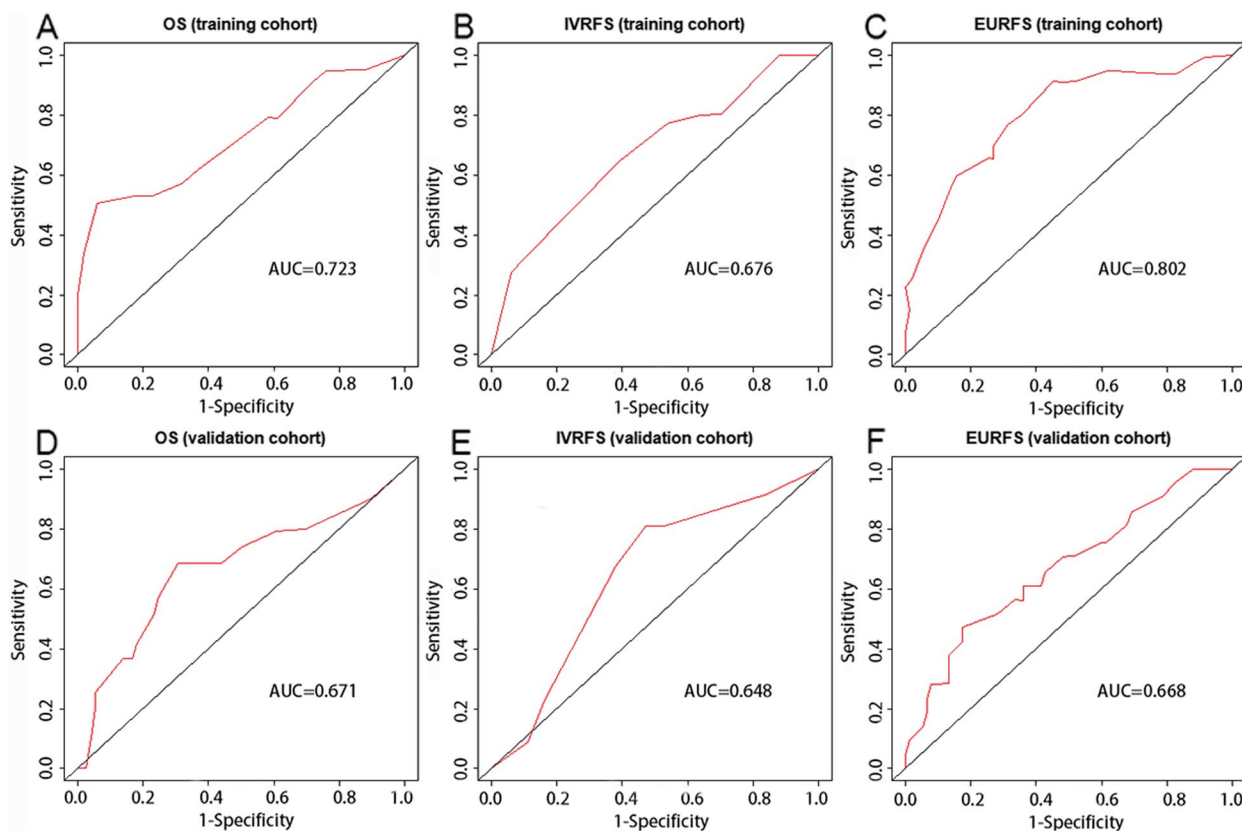 A
OS (training cohort)
Sensitivity
0.0 0.2 0.4 0.6 0.8 1.0
AUC=0.723
0.0 0.2 0.4 0.6 0.8 1.0
1-Specificity
B
IVRFS (training cohort)
Sensitivity
0.0 0.2 0.4 0.6 0.8 1.0
AUC=0.676
0.0 0.2 0.4 0.6 0.8 1.0
1-Specificity
C
EURFS (training cohort)
Sensitivity
0.0 0.2 0.4 0.6 0.8 1.0
AUC=0.802
0.0 0.2 0.4 0.6 0.8 1.0
1-Specificity
D
OS (validation cohort)
Sensitivity
0.0 0.2 0.4 0.6 0.8 1.0
AUC=0.671
0.0 0.2 0.4 0.6 0.8 1.0
1-Specificity
E
IVRFS (validation cohort)
Sensitivity
0.0 0.2 0.4 0.6 0.8 1.0
AUC=0.648
0.0 0.2 0.4 0.6 0.8 1.0
1-Specificity
F
EURFS (validation cohort)
Sensitivity
0.0 0.2 0.4 0.6 0.8 1.0
AUC=0.668
0.0 0.2 0.4 0.6 0.8 1.0
1-Specificity